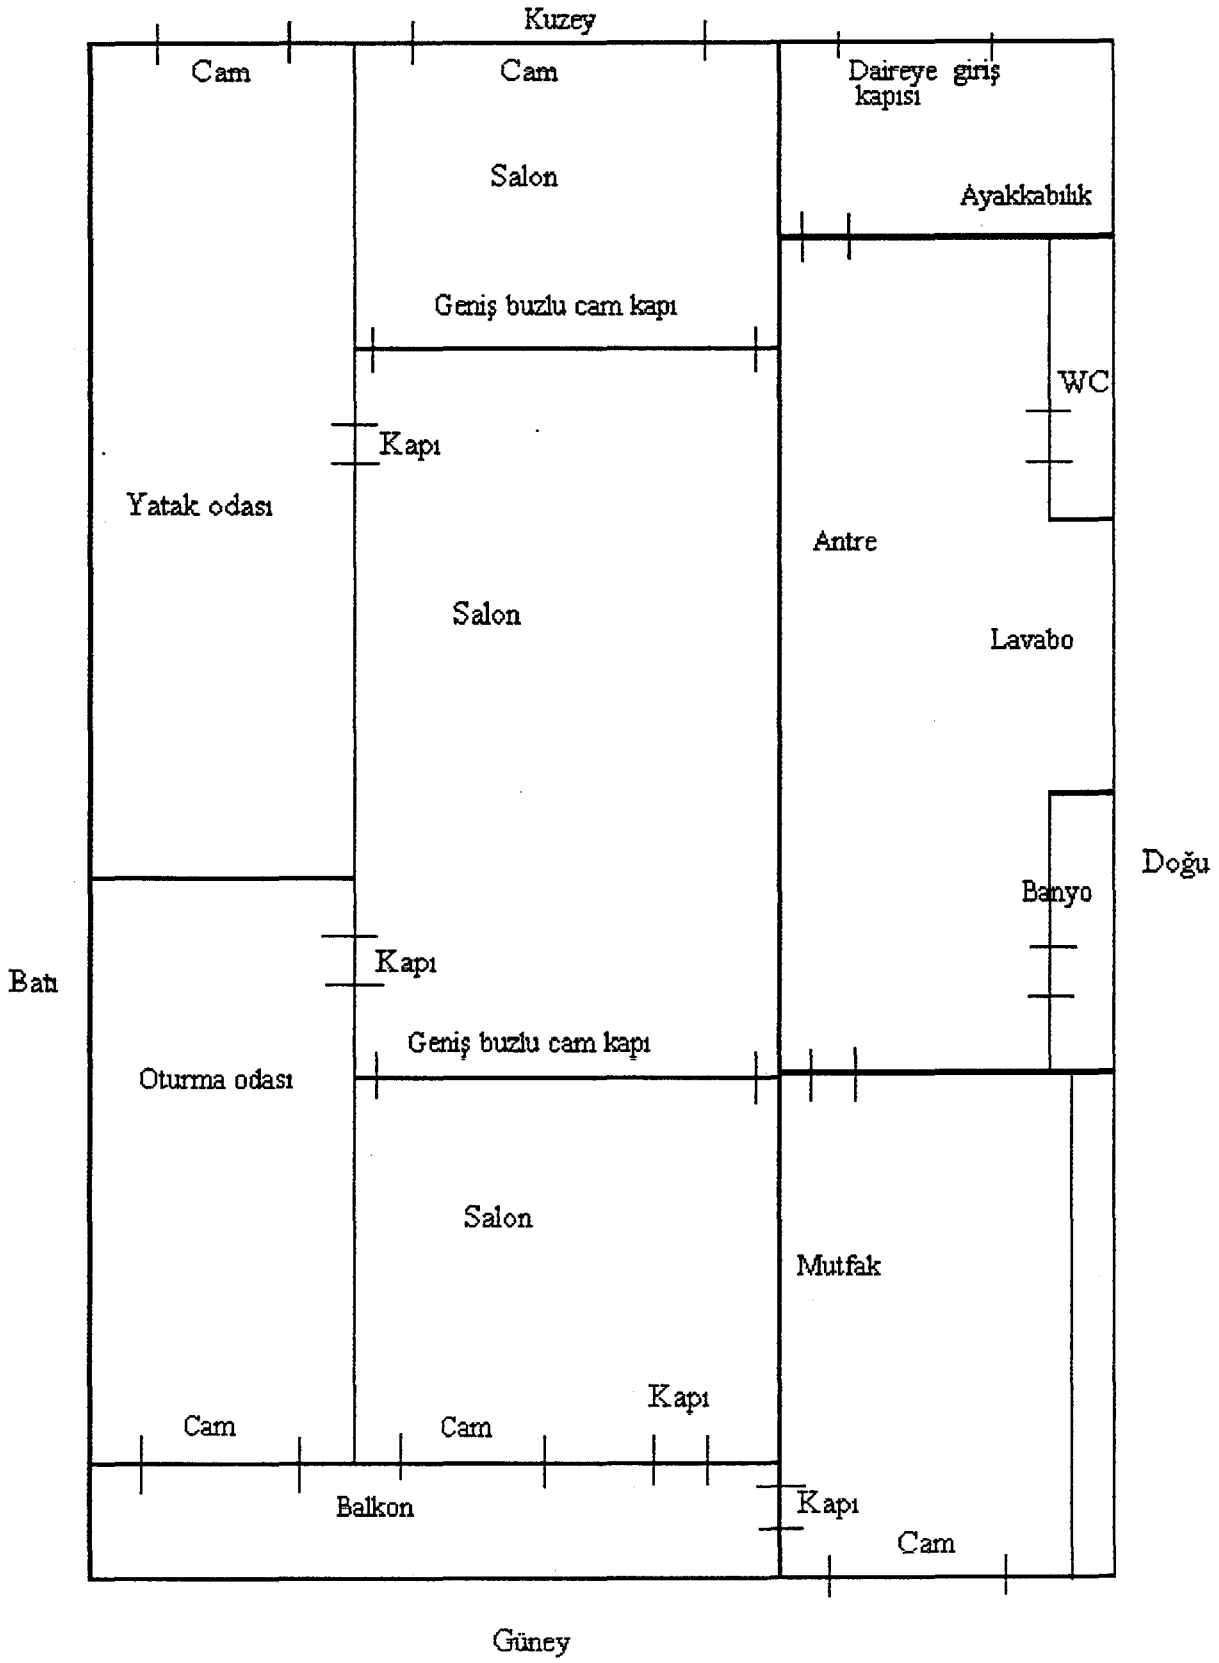 Kuzey
Cam
Cam
Daireye giriş
kapısı
Salon
Ayakkabılık
Geniş buzlu cam kapı
WC
Kapı
Yatak odası
Antre
Salon
Lavabo
Doğu
Banyo
Kapı
Batı
Geniş buzlu cam kapı
Oturma odası
Salon
Mutfak
Kapı
Cam
Cam
Balkon
Kapı
Cam
Güney